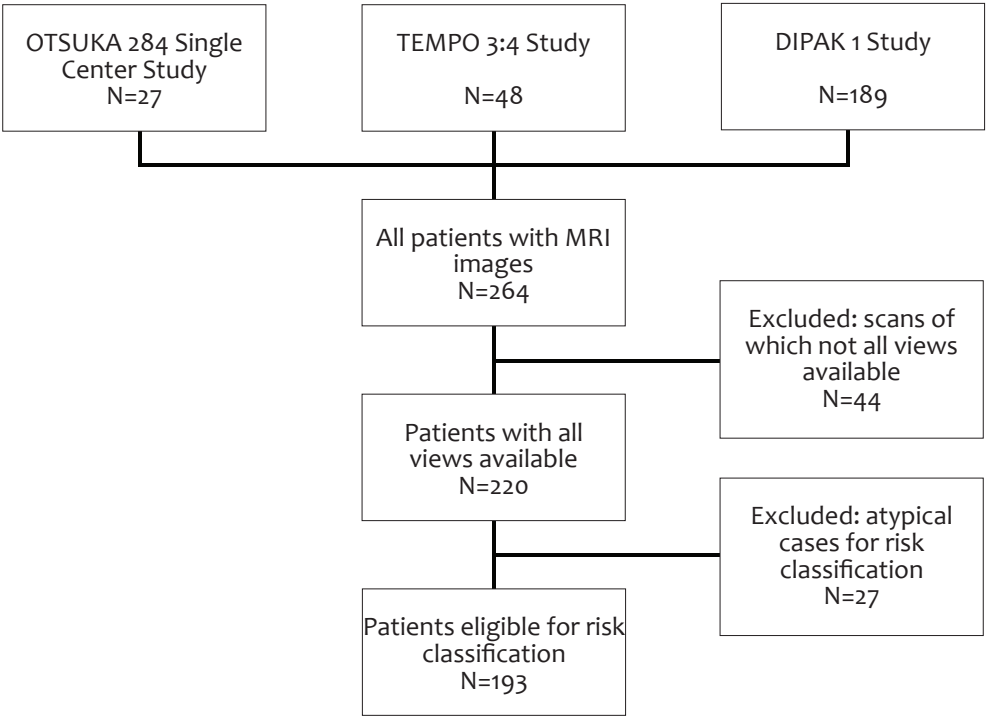 OTSUKA 284 Single
Center Study
N=27
TEMPO 3:4 Study
N=48
DIPAK 1 Study
N=189
All patients with MRI
images
N=264
Excluded: scans of
which not all views
available
N=44
Patients with all
views available
N=220
Excluded: atypical
cases for risk
classification
N=27
Patients eligible for risk
classification
N=193